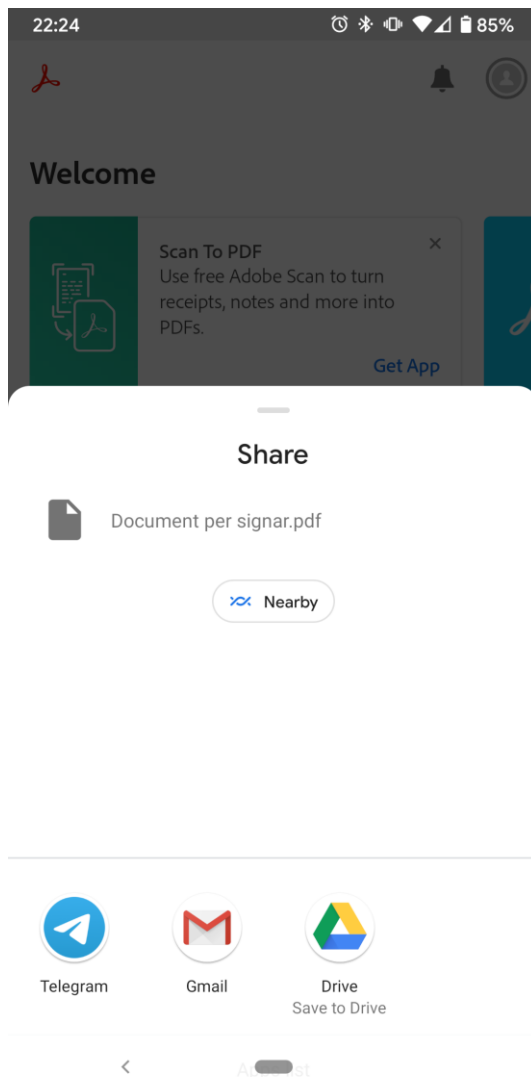 22:24
85%
Welcome
Scan To PDF
Use free Adobe Scan to turn
receipts, notes and more into
PDFs.
Get App
Share
Document per signar.pdf
Nearby
Telegram
Gmail
Drive
Save to Drive